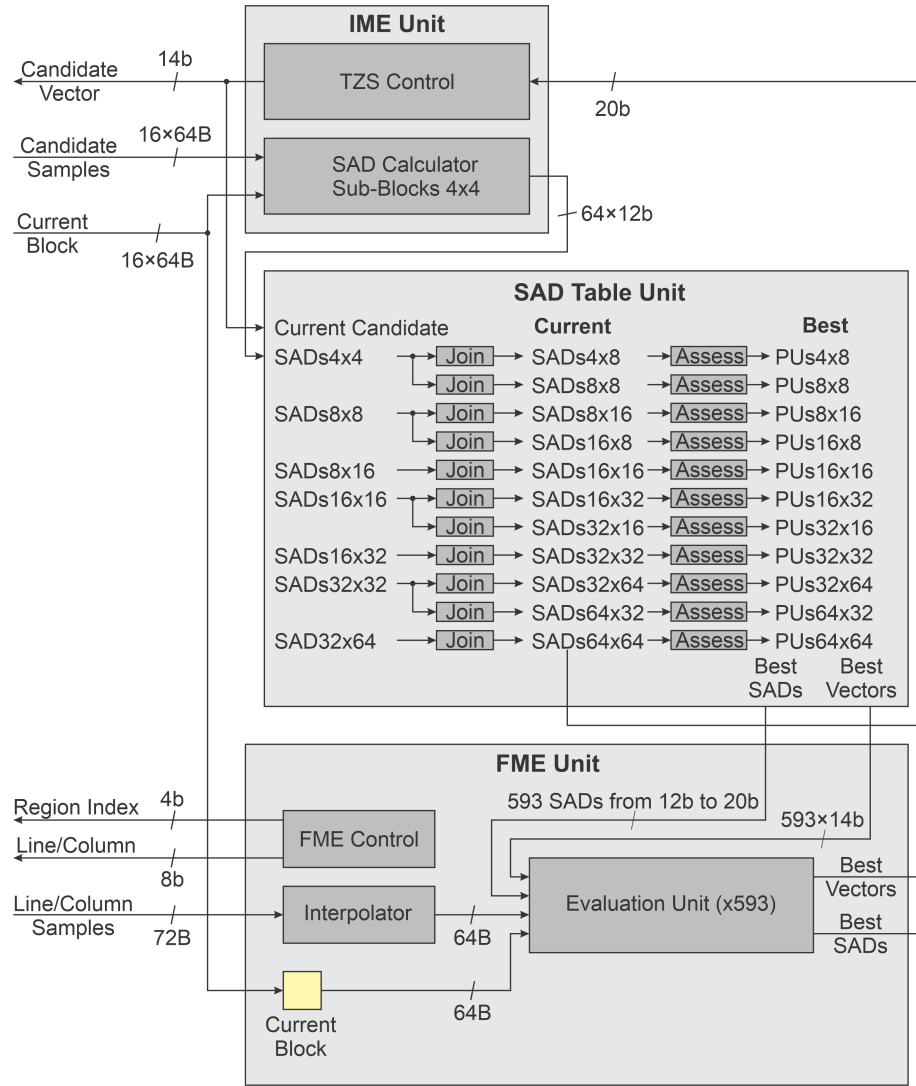 IME Unit
14b
Candidate
Vector
TZS Control
20b
16×64B
Candidate
Samples
SAD Calculator
Sub-Blocks 4x4
Current
Block
16×64B
64×12b
SAD Table Unit
Current Candidate Current Best
SADs4x4 Join SADs4x8 Assess PUs4x8
Join SADs8x8 Assess PUs8x8
SADs8x8 Join SADs8x16 Assess PUs8x16
Join SADs16x8 Assess PUs16x8
SADs8x16 Join SADs16x16 Assess PUs16x16
SADs16x16 Join SADs16x32 Assess PUs16x32
Join SADs32x16 Assess PUs32x16
SADs16x32 Join SADs32x32 Assess PUs32x32
SADs32x32 Join SADs32x64 Assess PUs32x64
Join SADs64x32 Assess PUs64x32
SAD32x64 Join SADs64x64 Assess PUs64x64
Best
SADs
Best
Vectors
FME Unit
593 SADs from 12b to 20b
593×14b
Region Index
4b
Line/Column
8b
FME Control
Line/Column
Samples
72B
Interpolator
64B
Evaluation Unit (x593)
Best
Vectors
Best
SADs
64B
Current
Block